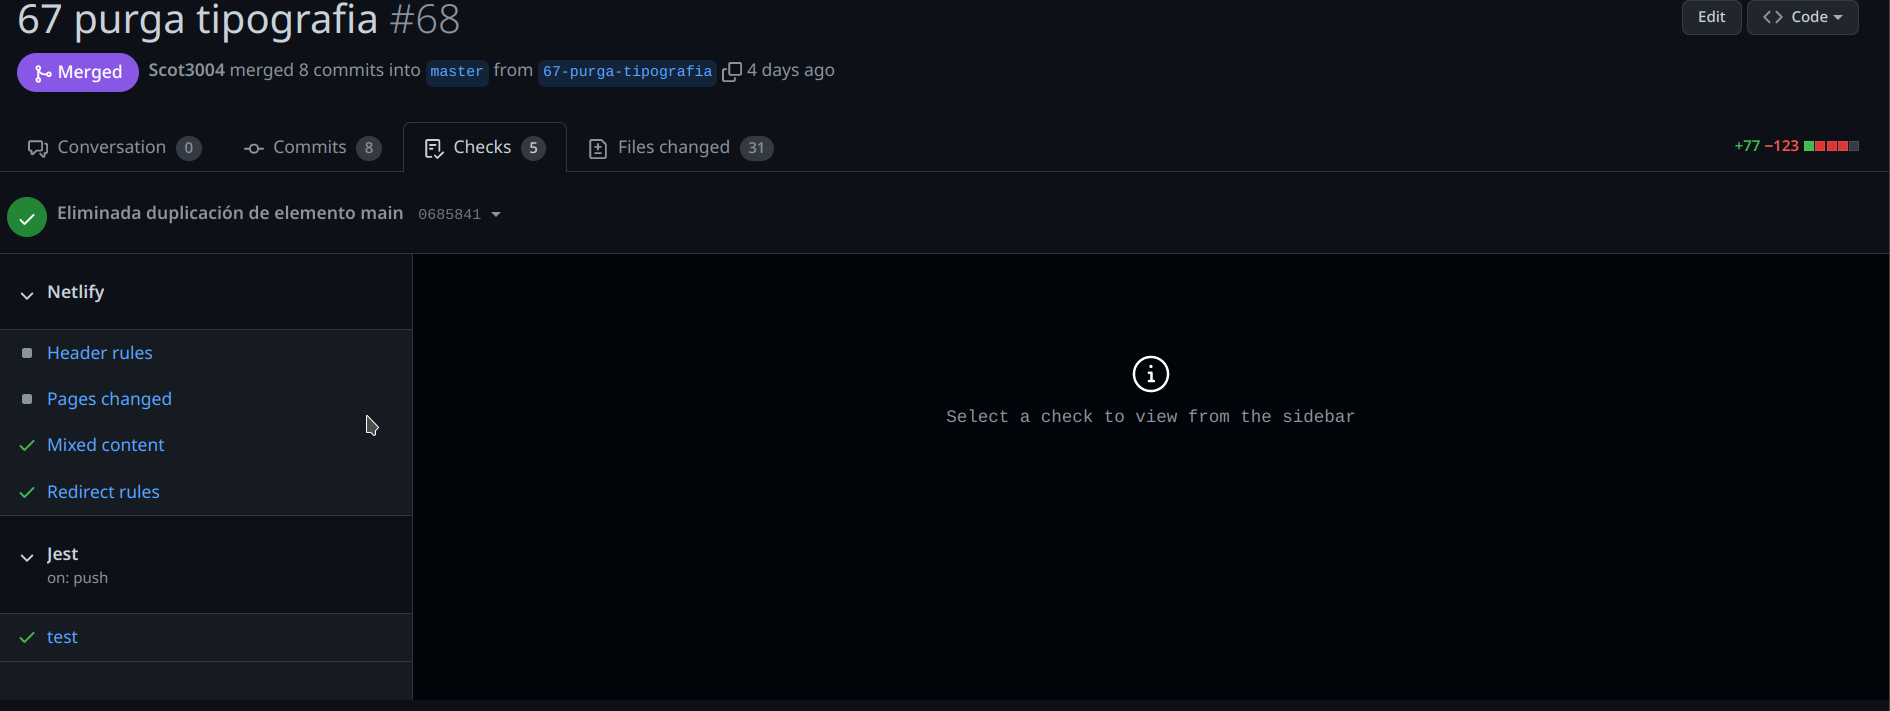 67 purga tipografia #68
Edit
Code
Merged
Scot3004 merged 8 commits into master from 67-purga-tipografia 4 days ago
Conversation 0
Commits 8
Checks 5
Files changed 31
+77 −123
Eliminada duplicación de elemento main 0685841
Netlify
Header rules
Pages changed
Mixed content
Redirect rules
Jest
on: push
test
Select a check to view from the sidebar